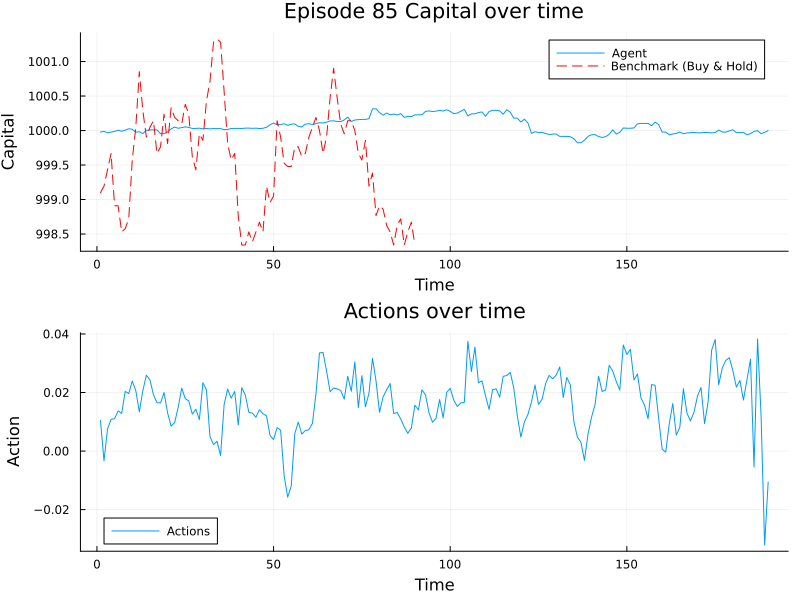 Episode 85 Capital over time
Capital
1001.0
1000.5
1000.0
999.5
999.0
998.5
Agent
Benchmark (Buy & Hold)
0 50 100 150
Time
Actions over time
Action
0.04
0.02
0.00
−0.02
Actions
0 50 100 150
Time